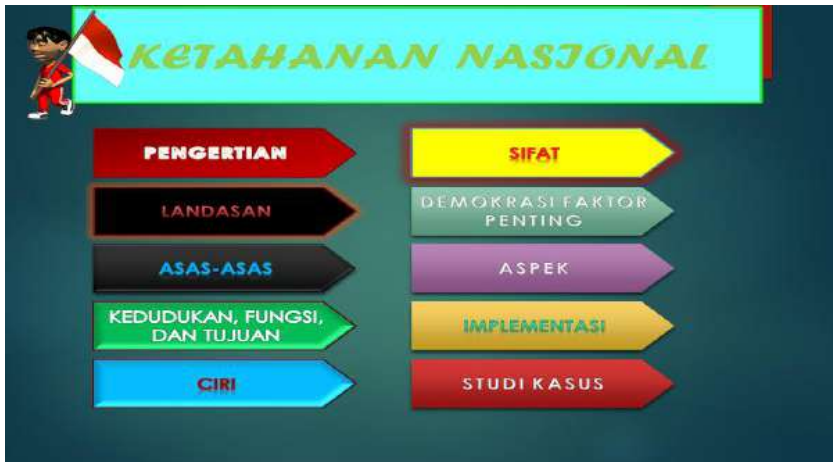 KETAHANAN NASIONAL
PENGERTIAN
LANDASAN
ASAS-ASAS
KEDUDUKAN, FUNGSI,
DAN TUJUAN
CIRI
SIFAT
DEMOKRASI FAKTOR
PENTING
ASPEK
IMPLEMENTASI
STUDI KASUS